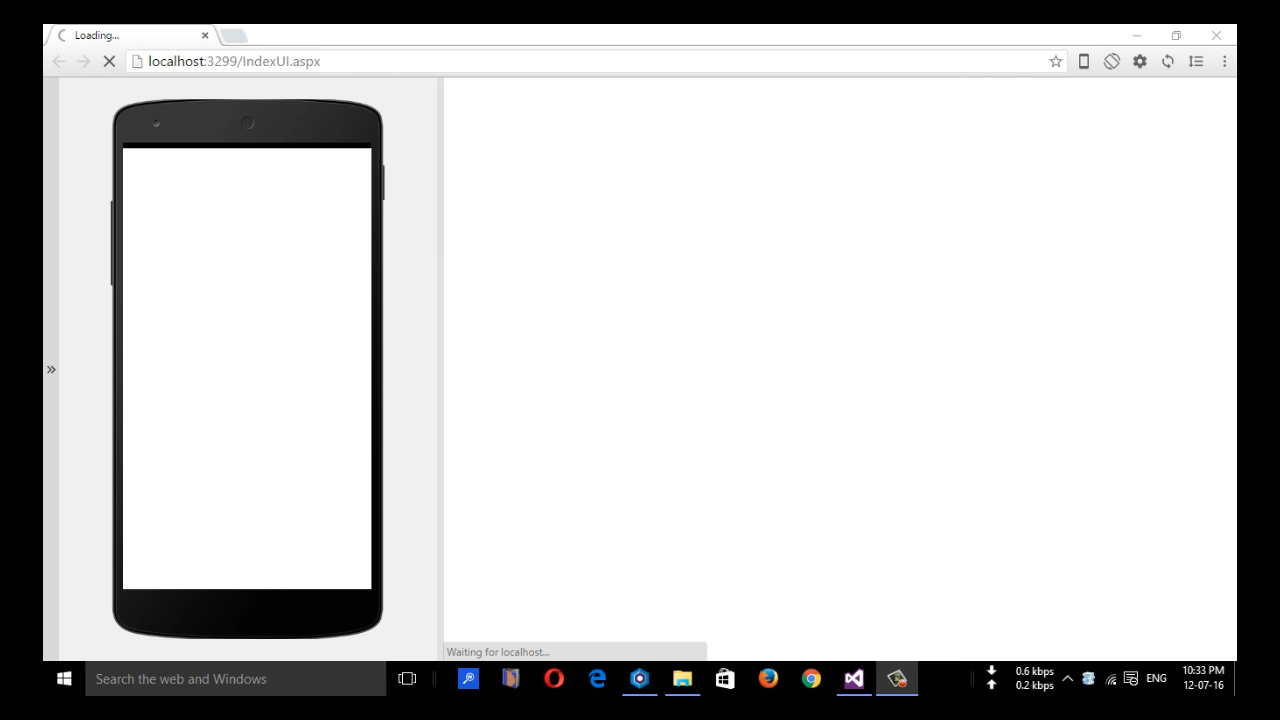 Loading...
localhost:3299/IndexUI.aspx
Waiting for localhost...
Search the web and Windows
0.6 kbps
0.2 kbps
ENG
10:33 PM
12-07-16